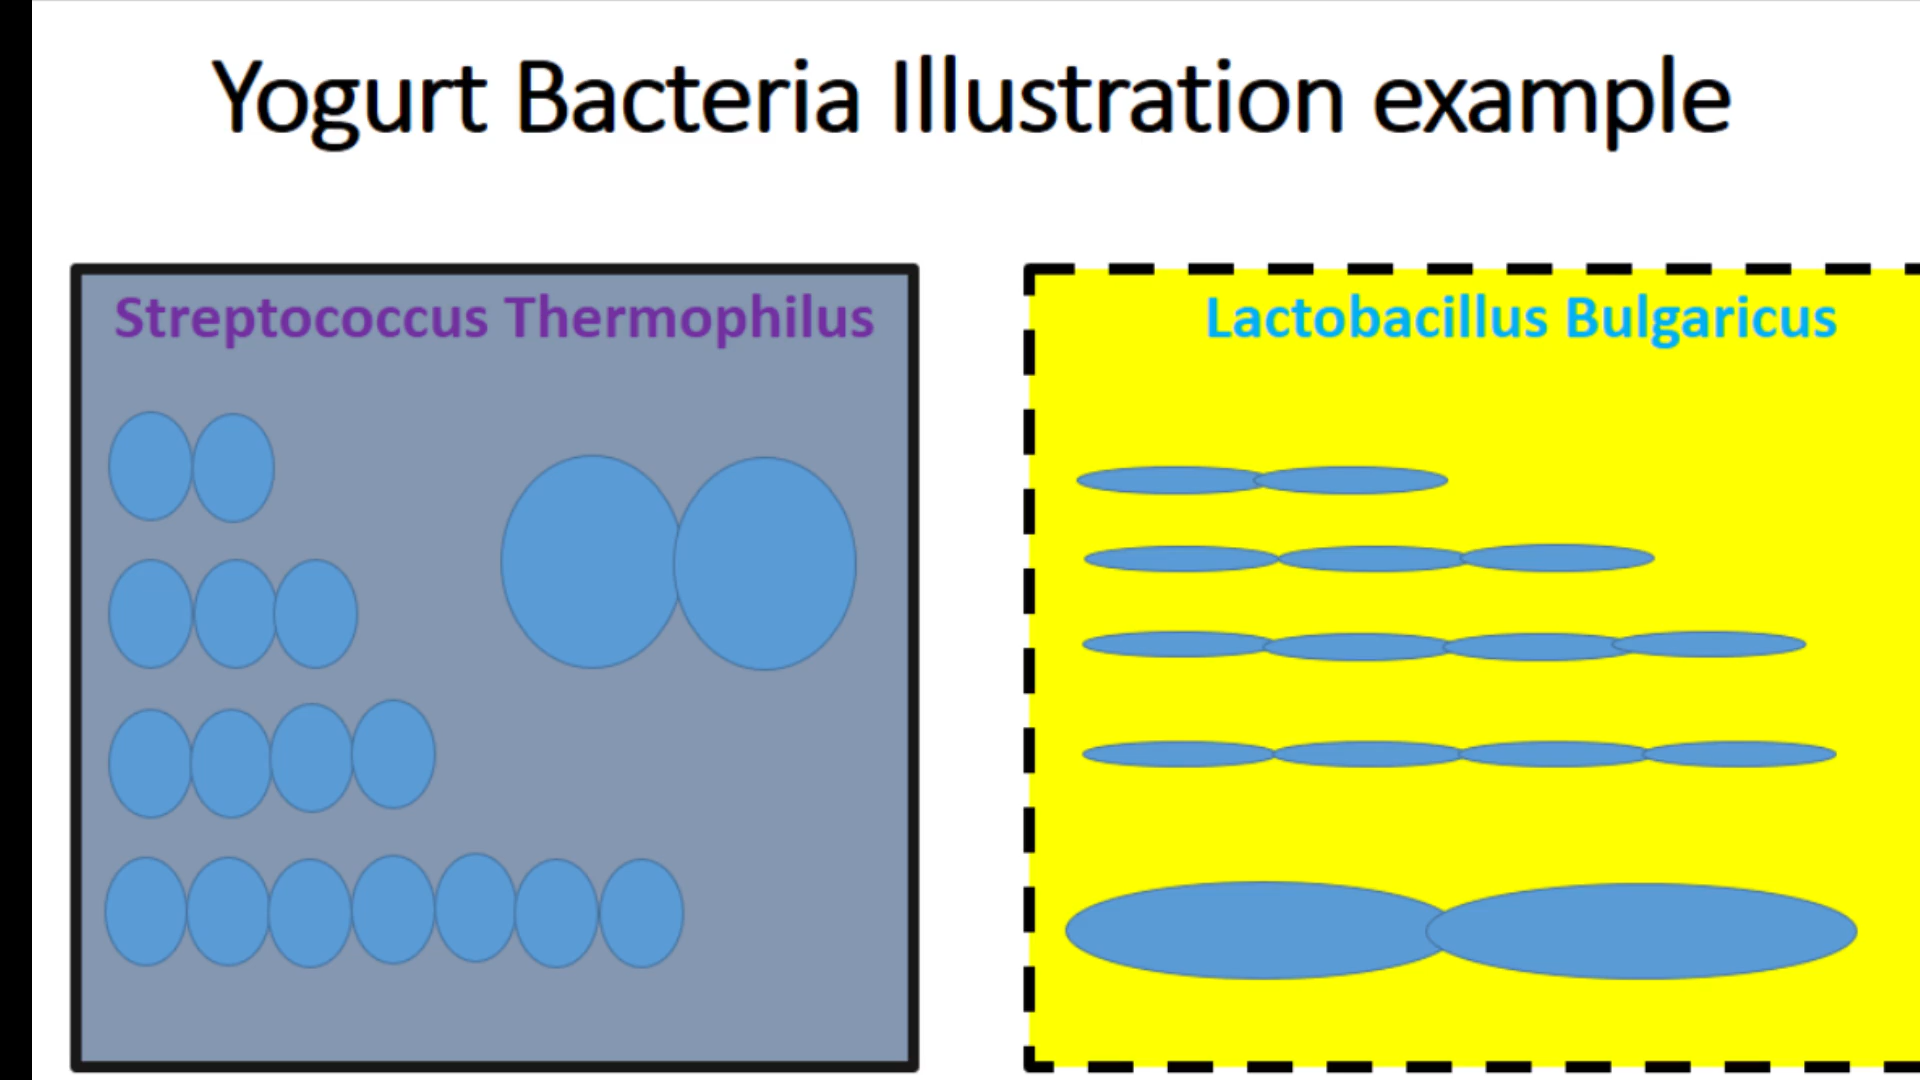 Yogurt Bacteria Illustration example
Streptococcus Thermophilus
Lactobacillus Bulgaricus